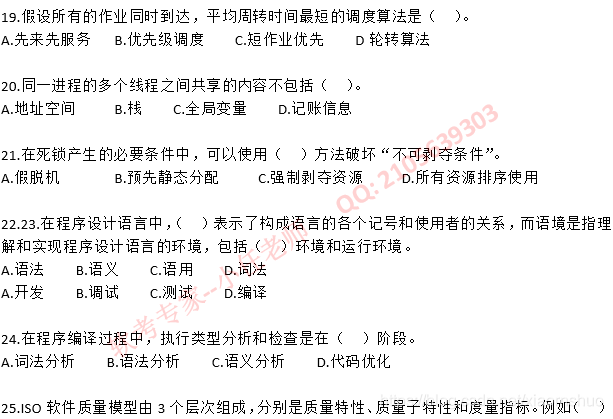 19.假设所有的作业同时到达，平均周转时间最短的调度算法是（    ）。
A.先来先服务    B.优先级调度    C.短作业优先    D 轮转算法
20.同一进程的多个线程之间共享的内容不包括（    ）。
A.地址空间    B.栈    C.全局变量    D.记账信息
21.在死锁产生的必要条件中，可以使用（    ）方法破坏“不可剥夺条件”。
A.假脱机    B.预先静态分配    C.强制剥夺资源    D.所有资源排序使用
22.23.在程序设计语言中，（    ）表示了构成语言的各个记号和使用者的关系，而语境是指理
解和实现程序设计语言的环境，包括（    ）环境和运行环境。
A.语法    B.语义    C.语用    D.词法
A.开发    B.调试    C.测试    D.编译
24.在程序编译过程中，执行类型分析和检查是在（    ）阶段。
A.词法分析    B.语法分析    C.语义分析    D.代码优化
25.ISO 软件质量模型由 3 个层次组成，分别是质量特性、质量子特性和度量指标。例如（
软考专家--小任老师 QQ: 2109639303